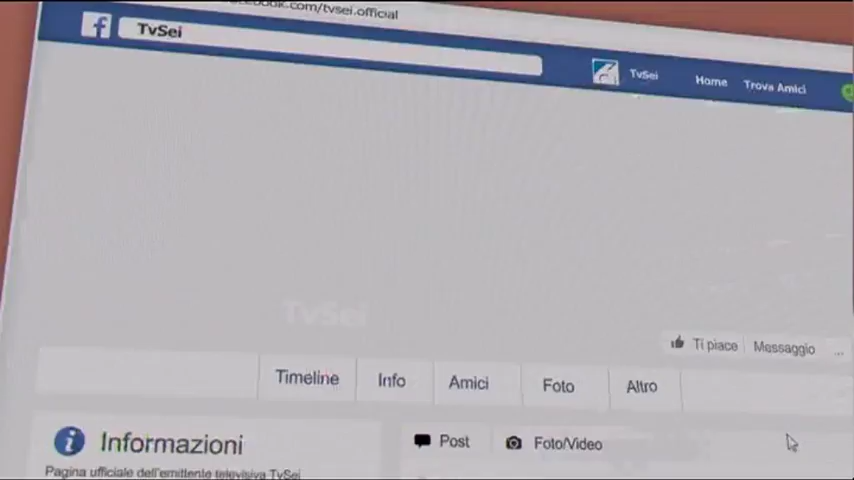 facebook.com/tvsei.official
TvSei
TvSei Home Trova Amici
TvSei
Ti piace Messaggio ...
Timeline Info Amici Foto Altro
Informazioni
Post Foto/Video
Pagina ufficiale dell'emittente televisiva TvSei